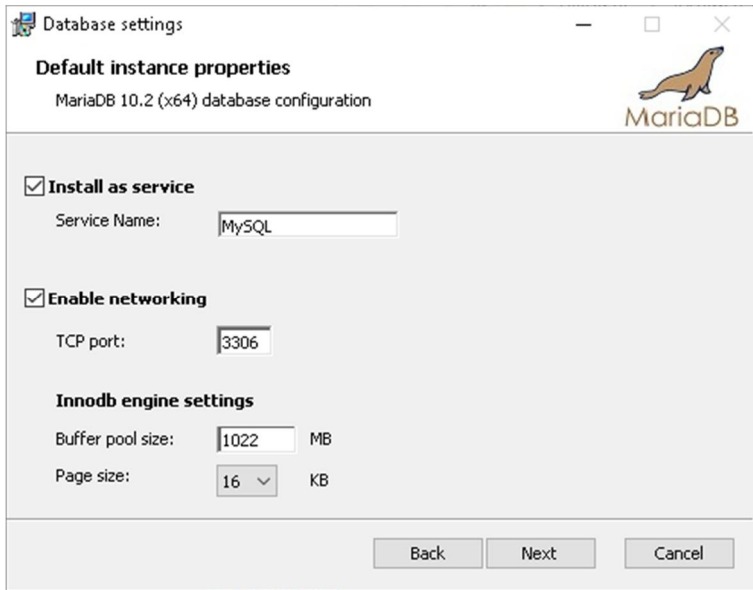 Database settings
Default instance properties
MariaDB 10.2 (x64) database configuration
MariaDB
Install as service
Service Name: MySQL
Enable networking
TCP port: 3306
Innodb engine settings
Buffer pool size: 1022 MB
Page size: 16 KB
Back Next Cancel